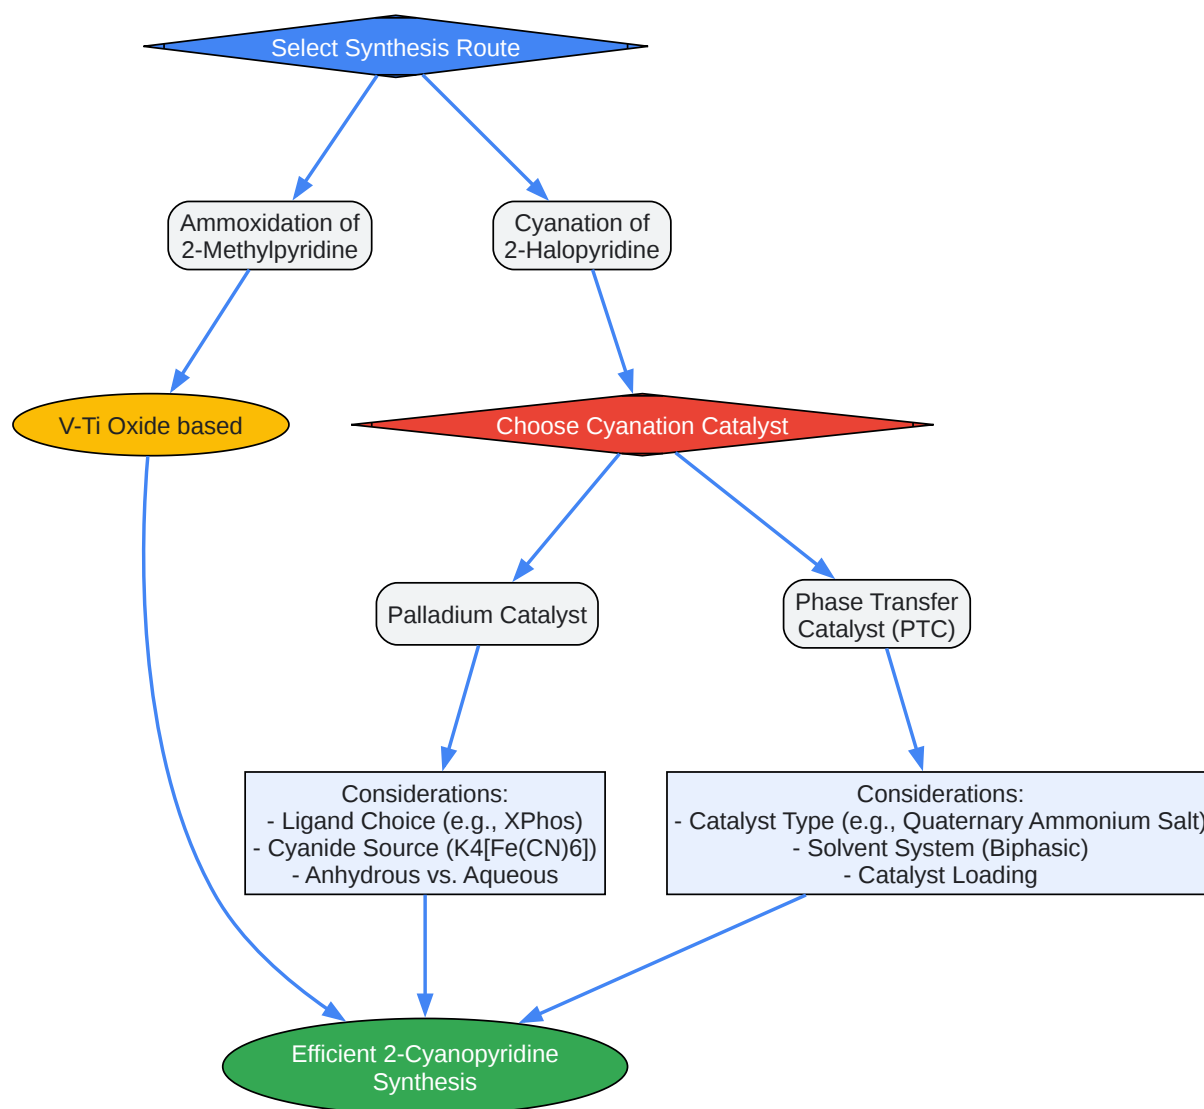 Select Synthesis Route
Ammoxidation of
2-Methylpyridine
Cyanation of
2-Halopyridine
V-Ti Oxide based
Choose Cyanation Catalyst
Palladium Catalyst
Phase Transfer
Catalyst (PTC)
Considerations:
- Ligand Choice (e.g., XPhos)
- Cyanide Source (K4[Fe(CN)6])
- Anhydrous vs. Aqueous
Considerations:
- Catalyst Type (e.g., Quaternary Ammonium Salt)
- Solvent System (Biphasic)
- Catalyst Loading
Efficient 2-Cyanopyridine
Synthesis